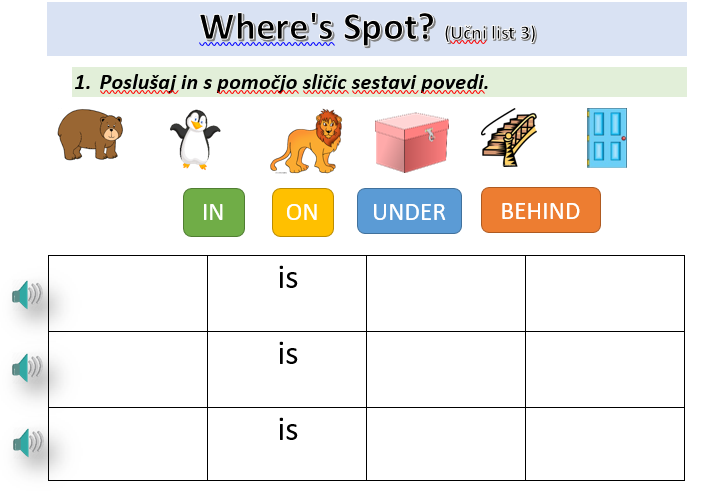 Where's Spot? (Učni list 3)
1. Poslušaj in s pomočjo sličic sestavi povedi.
IN ON UNDER BEHIND
is
is
is